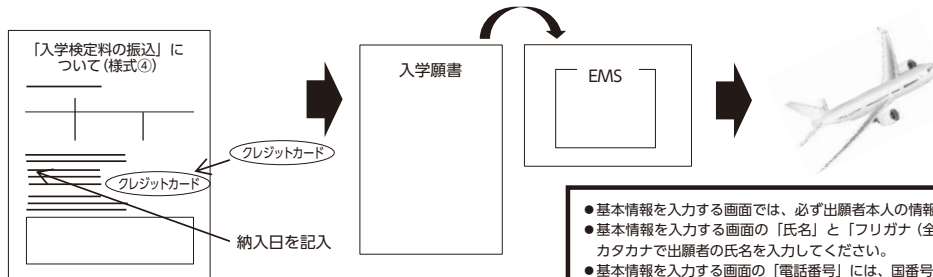 「入学検定料の振込」に
ついて(様式④)
クレジットカード
クレジットカード
納入日を記入
入学願書
EMS
●基本情報を入力する画面では、必ず出願者本人の情報
●基本情報を入力する画面の「氏名」と「フリガナ(全
カタカナで出願者の氏名を入力してください。
●基本情報を入力する画面の「電話番号」には、国番号